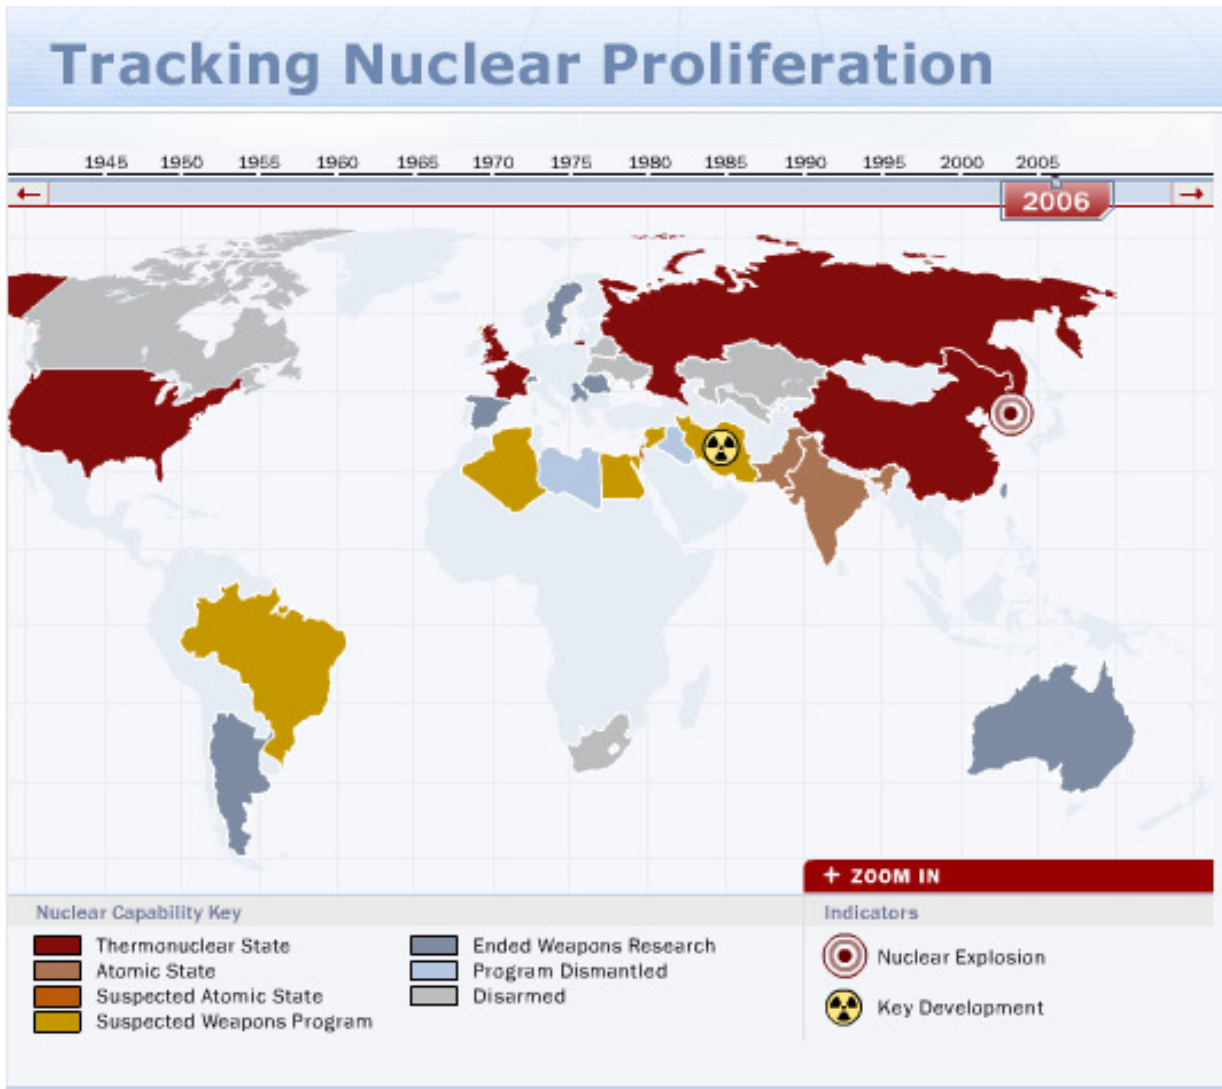 Tracking Nuclear Proliferation
1945 1950 1955 1960 1965 1970 1975 1980 1985 1990 1995 2000 2005
2006
+ ZOOM IN
Nuclear Capability Key
Thermonuclear State
Atomic State
Suspected Atomic State
Suspected Weapons Program
Ended Weapons Research
Program Dismantled
Disarmed
Indicators
Nuclear Explosion
Key Development